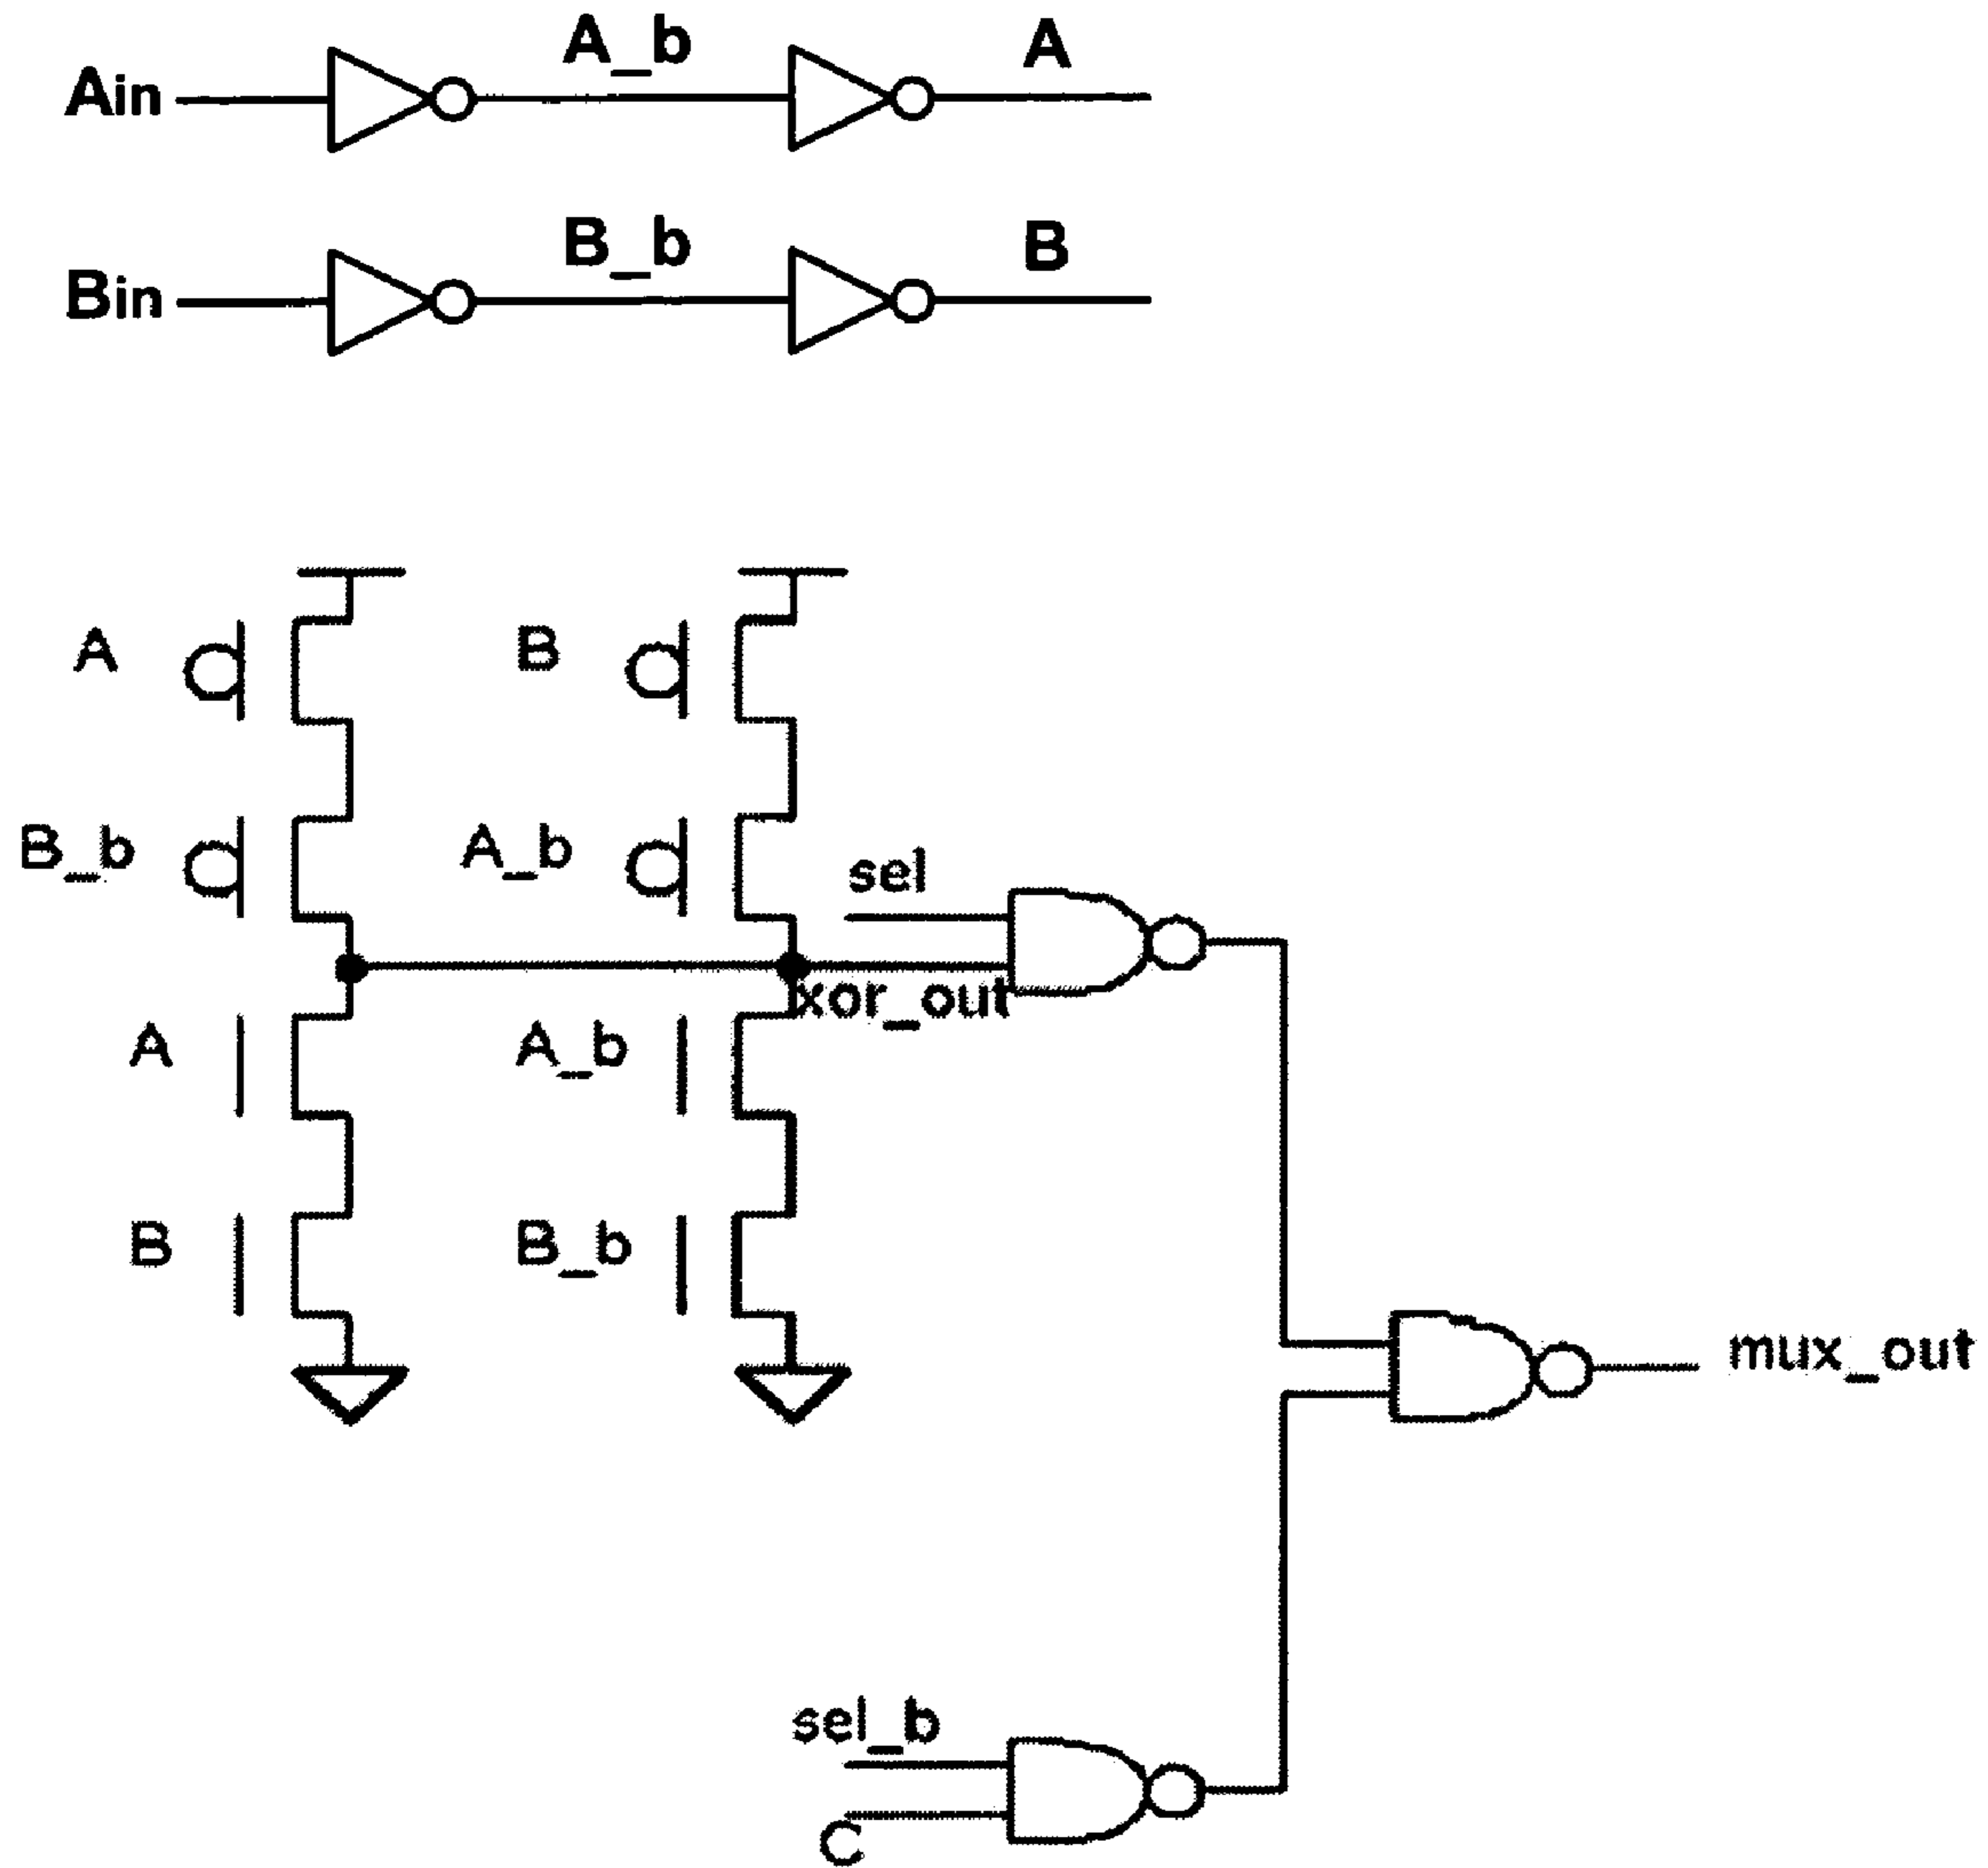 A_b A
Ain
B_b B
Bin
A B
B_b A_b sel
xor_out
A A_b
B B_b
mux_out
sel_b
C